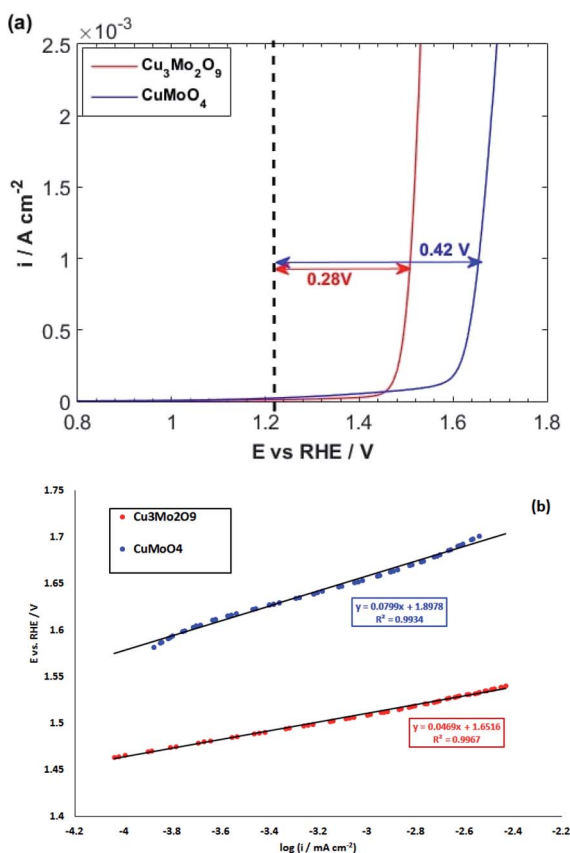 (a)
×10⁻³
2.5
2
1.5
1
0.5
0
i / A cm⁻²
Cu₃Mo₂O₉
CuMoO₄
0.42 V
0.28V
0.8 1 1.2 1.4 1.6 1.8
E vs RHE / V
(b)
1.75
1.7
1.65
1.6
1.55
1.5
1.45
1.4
E vs. RHE / V
Cu3Mo2O9
CuMoO4
y = 0.0799x + 1.8978
R² = 0.9934
y = 0.0469x + 1.6516
R² = 0.9967
-4.2 -4 -3.8 -3.6 -3.4 -3.2 -3 -2.8 -2.6 -2.4 -2.2
log (i / mA cm⁻²)